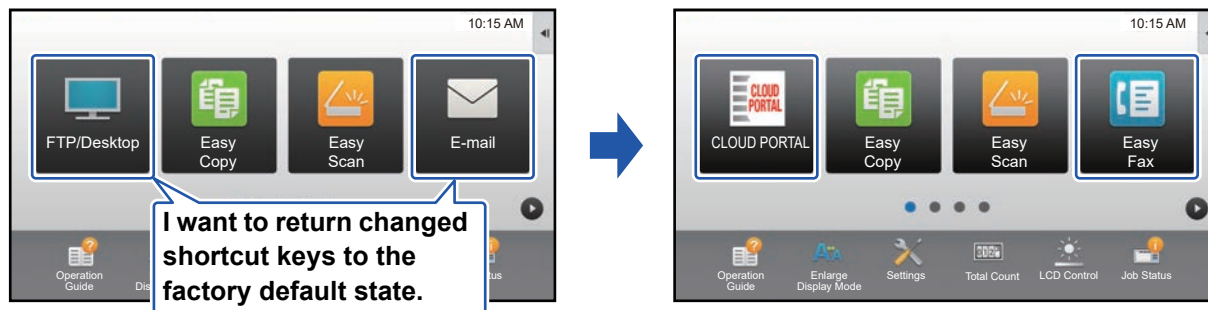 10:15 AM
FTP/Desktop
Easy
Copy
Easy
Scan
E-mail
I want to return changed
shortcut keys to the
factory default state.
Operation
Guide
10:15 AM
CLOUD
PORTAL
CLOUD PORTAL
Easy
Copy
Easy
Scan
Easy
Fax
Operation
Guide
Enlarge
Display Mode
Settings
Total Count
LCD Control
Job Status